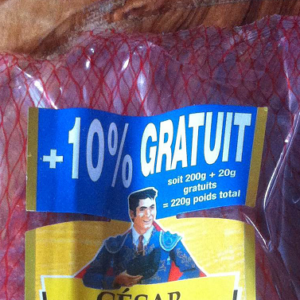 +10% GRATUIT
soit 200g + 20g
gratuits
= 220g poids total
CÉSAR